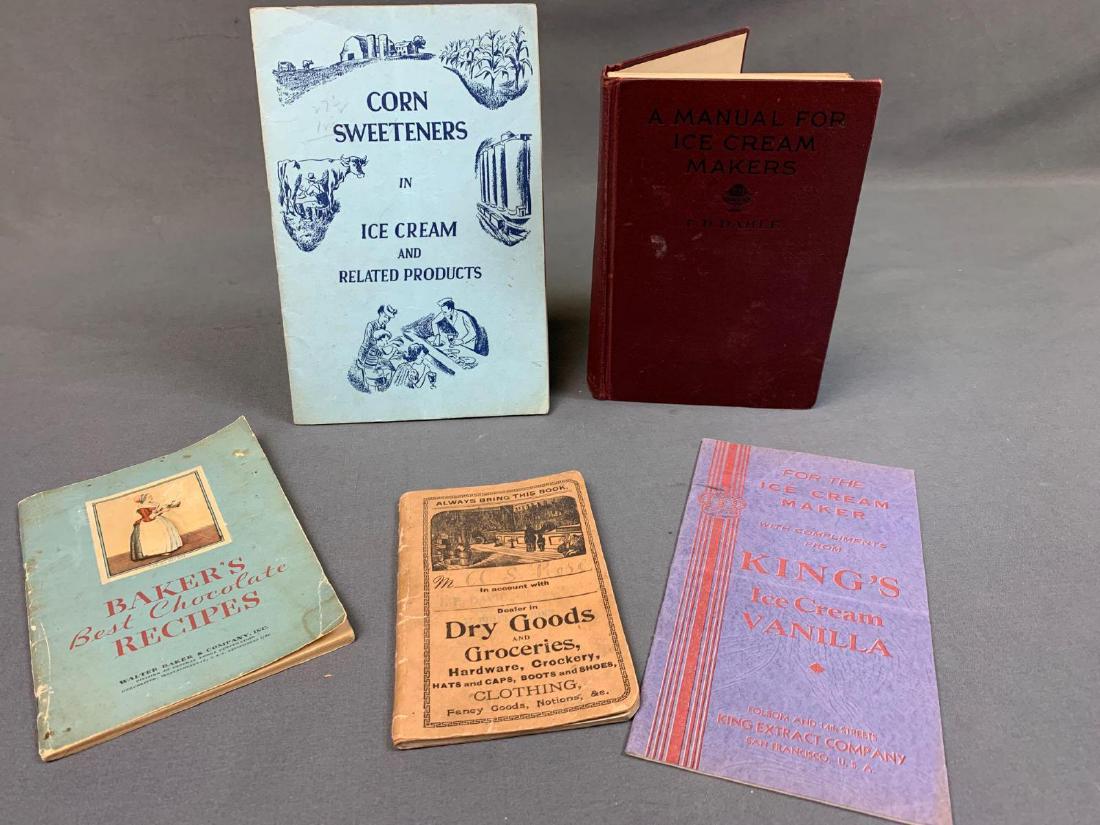 CORN
SWEETENERS
IN
ICE CREAM
AND
RELATED PRODUCTS
A MANUAL FOR
ICE CREAM
MAKERS
BAKER'S
Best Chocolate
RECIPES
WALTER BAKER & COMPANY, INC.
ALWAYS BRING THIS BOOK.
M
In account with
Dealer in
Dry Goods
AND
Groceries,
Hardware, Crockery,
HATS and CAPS, BOOTS and SHOES,
CLOTHING,
Fancy Goods, Notions, &c.
FOR THE
ICE CREAM
MAKER
WITH COMPLIMENTS
FROM
KING'S
Ice Cream
VANILLA
FOLSOM AND 14th STREETS
KING EXTRACT COMPANY
SAN FRANCISCO, U. S. A.